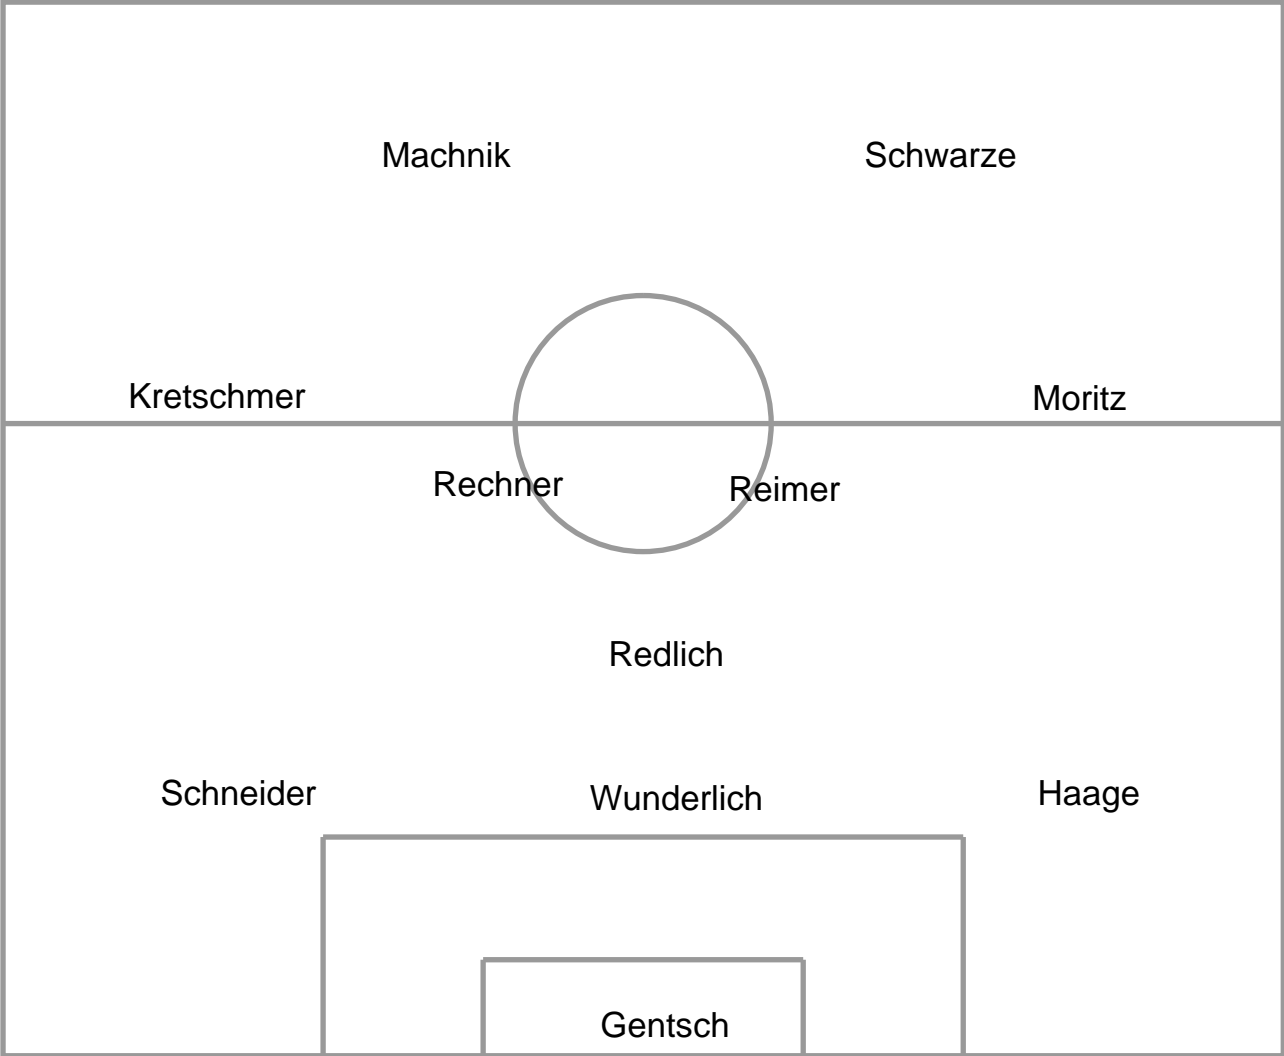 Machnik
Schwarze
Kretschmer
Moritz
Rechner
Reimer
Redlich
Schneider
Wunderlich
Haage
Gentsch